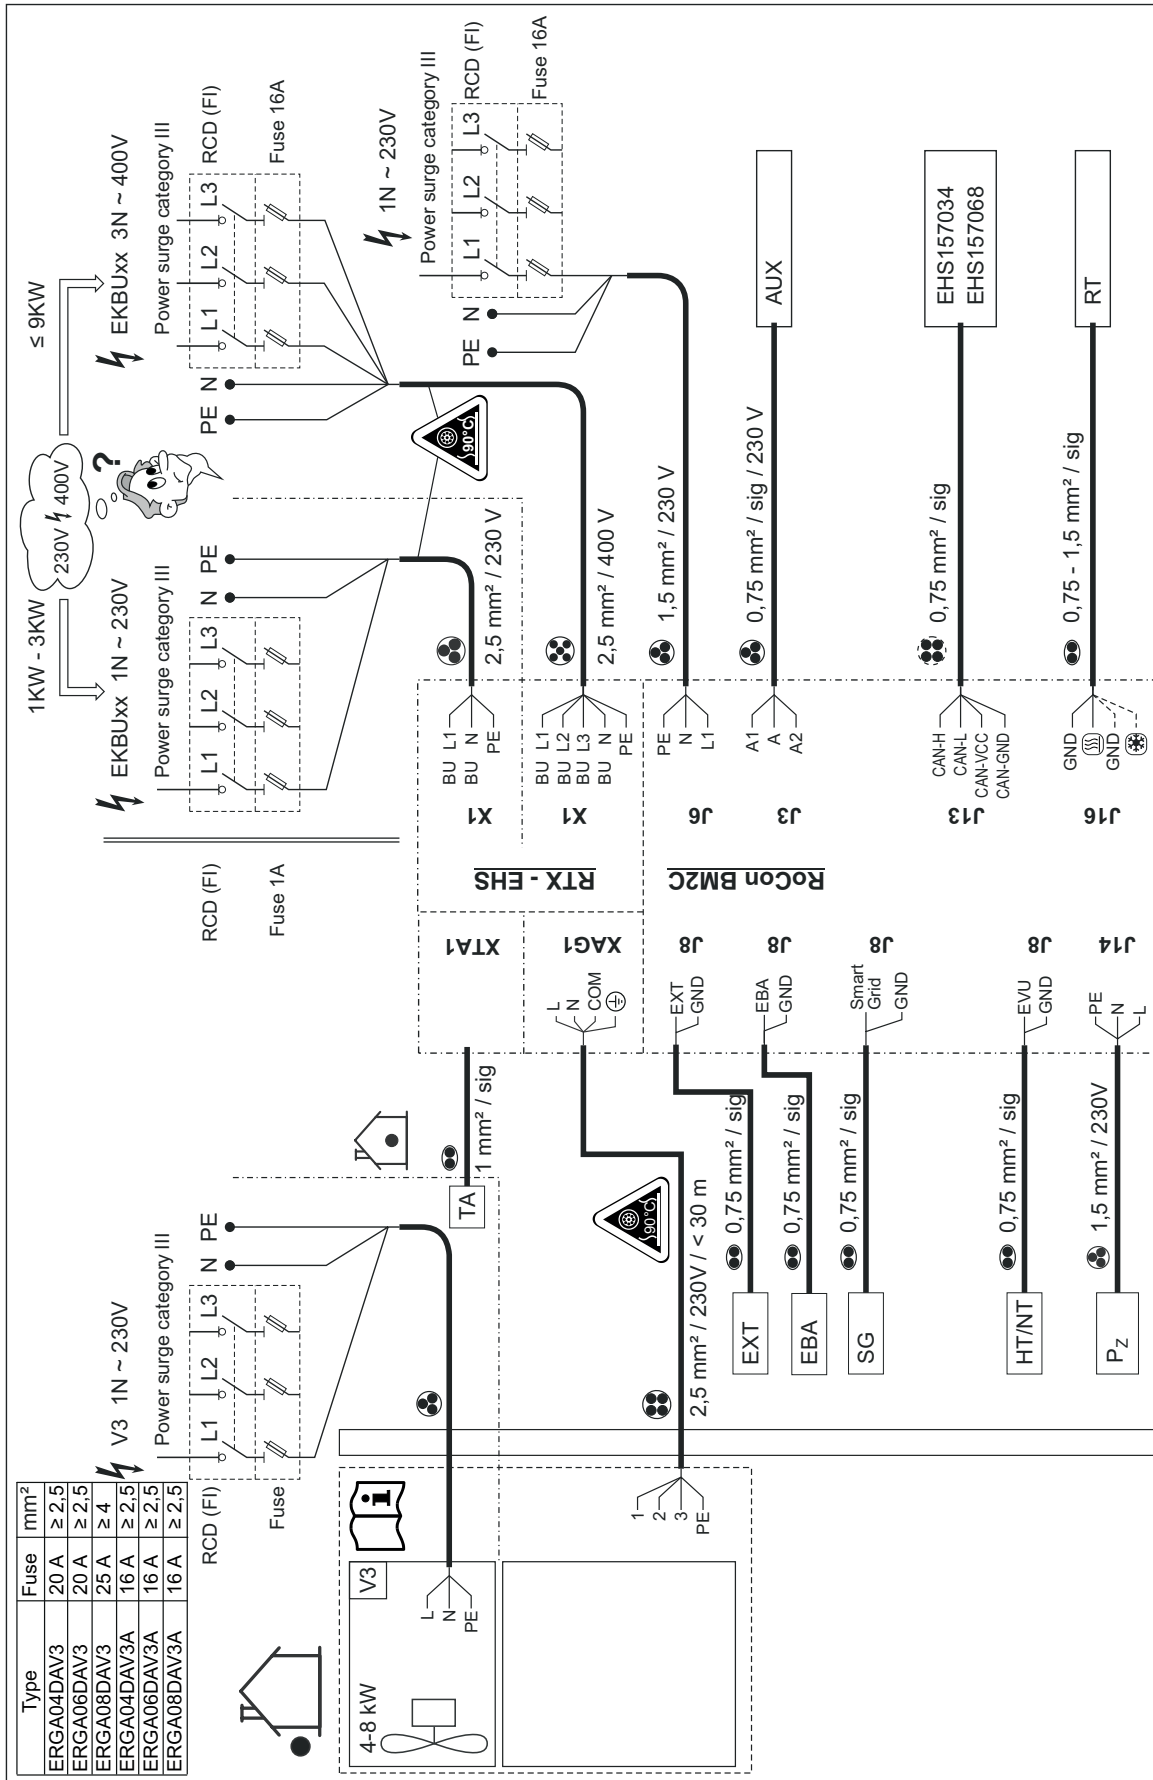 Type Fuse mm²
ERGA04DAV3 20 A ≥ 2,5
ERGA06DAV3 20 A ≥ 2,5
ERGA08DAV3 25 A ≥ 4
ERGA04DAV3A 16 A ≥ 2,5
ERGA06DAV3A 16 A ≥ 2,5
ERGA08DAV3A 16 A ≥ 2,5
V3 1N ~ 230V
Power surge category III
L1 L2 L3 N PE
RCD (FI)
Fuse
4-8 kW
V3
L
N
PE
1
2
3
PE
TA
1 mm² / sig
90°C
2,5 mm² / 230V / < 30 m
EXT
0,75 mm² / sig
EBA
0,75 mm² / sig
SG
0,75 mm² / sig
HT/NT
0,75 mm² / sig
Pz
1,5 mm² / 230V
XTA1
XAG1
L
N
COM
J8
EXT
GND
J8
EBA
GND
J8
Smart
Grid
GND
J8
EVU
GND
J14
PE
N
L
RTX - EHS
RoCon BM2C
RCD (FI)
Fuse 1A
1KW - 3KW
230V 400V
?
≤ 9KW
EKBUxx 1N ~ 230V
Power surge category III
L1 L2 L3 N PE
EKBUxx 3N ~ 400V
Power surge category III
PE N L1 L2 L3
RCD (FI)
Fuse 16A
1N ~ 230V
Power surge category III
PE N L1 L2 L3
RCD (FI)
Fuse 16A
90°C
X1
BU L1
BU N
PE
2,5 mm² / 230 V
X1
BU L1
BU L2
BU L3
BU N
PE
2,5 mm² / 400 V
J6
PE
N
L1
1,5 mm² / 230 V
J3
A1
A
A2
0,75 mm² / sig / 230 V
AUX
J13
CAN-H
CAN-L
CAN-VCC
CAN-GND
0,75 mm² / sig
EHS157034
EHS157068
J16
GND
GND
0,75 - 1,5 mm² / sig
RT